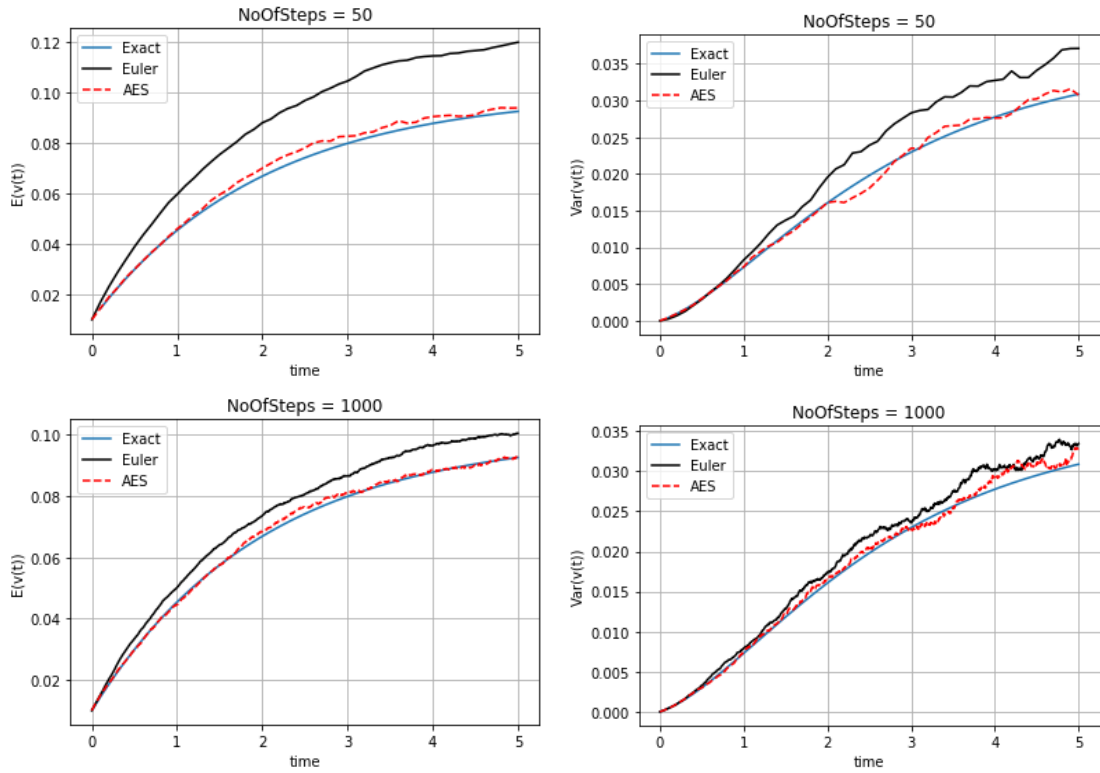 NoOfSteps = 50
0.12
0.10
0.08
0.06
0.04
0.02
E(v(t))
Exact
Euler
AES
0 1 2 3 4 5
time
NoOfSteps = 50
0.035
0.030
0.025
0.020
0.015
0.010
0.005
0.000
Var(v(t))
Exact
Euler
AES
0 1 2 3 4 5
time
NoOfSteps = 1000
0.10
0.08
0.06
0.04
0.02
E(v(t))
Exact
Euler
AES
0 1 2 3 4 5
time
NoOfSteps = 1000
0.035
0.030
0.025
0.020
0.015
0.010
0.005
0.000
Var(v(t))
Exact
Euler
AES
0 1 2 3 4 5
time